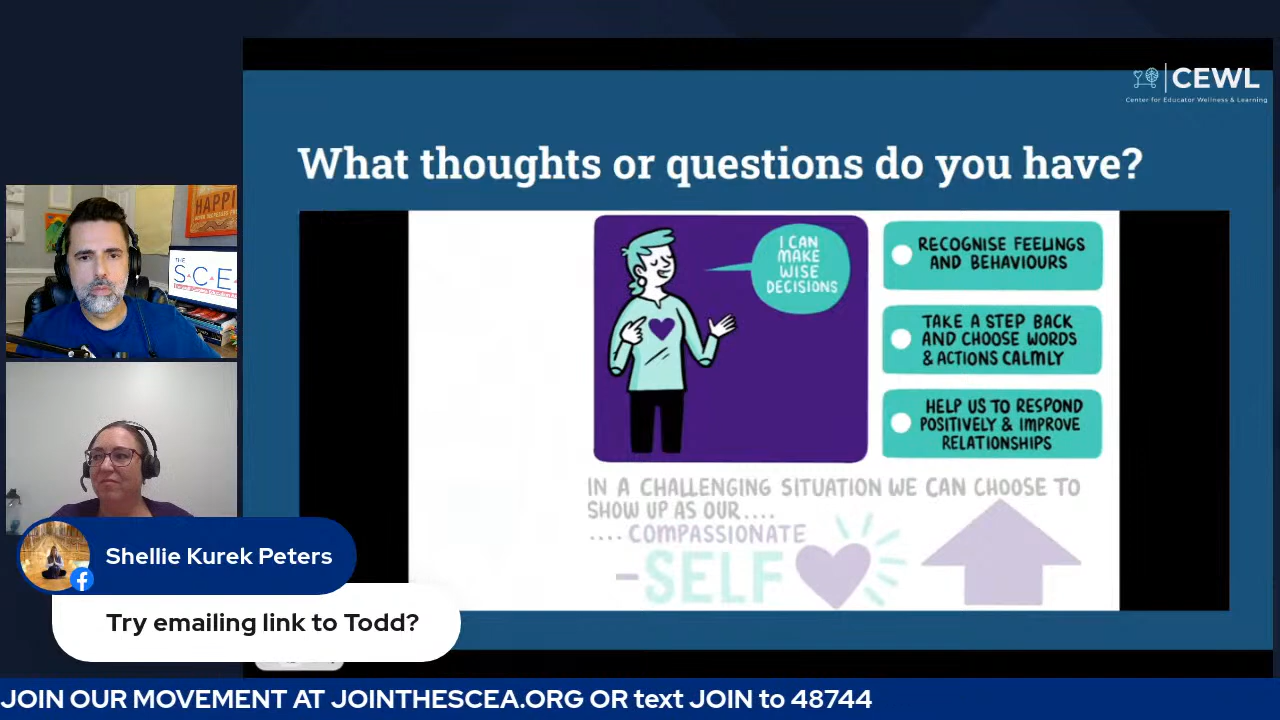 CEWL
Center for Educator Wellness & Learning
What thoughts or questions do you have?
HAPPI
THE
S.C.E
I CAN
MAKE
WISE
DECISIONS
RECOGNISE FEELINGS
AND BEHAVIOURS
TAKE A STEP BACK
AND CHOOSE WORDS
& ACTIONS CALMLY
HELP US TO RESPOND
POSITIVELY & IMPROVE
RELATIONSHIPS
IN A CHALLENGING SITUATION WE CAN CHOOSE TO
SHOW UP AS OUR....
....COMPASSIONATE
-SELF
Shellie Kurek Peters
Try emailing link to Todd?
JOIN OUR MOVEMENT AT JOINTHESCEA.ORG OR text JOIN to 48744